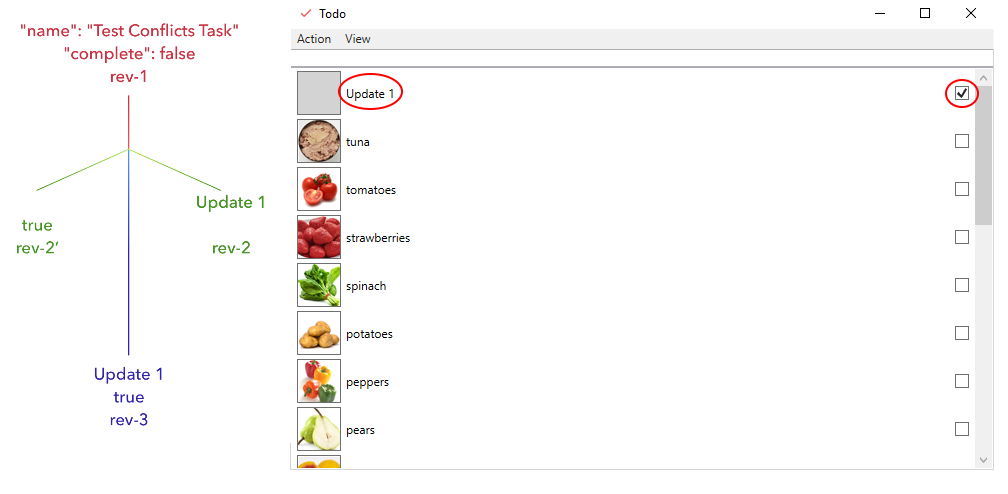 "name": "Test Conflicts Task"
"complete": false
rev-1
true
rev-2’
Update 1
rev-2
Update 1
true
rev-3
Todo
Action View
Update 1
tuna
tomatoes
strawberries
spinach
potatoes
peppers
pears